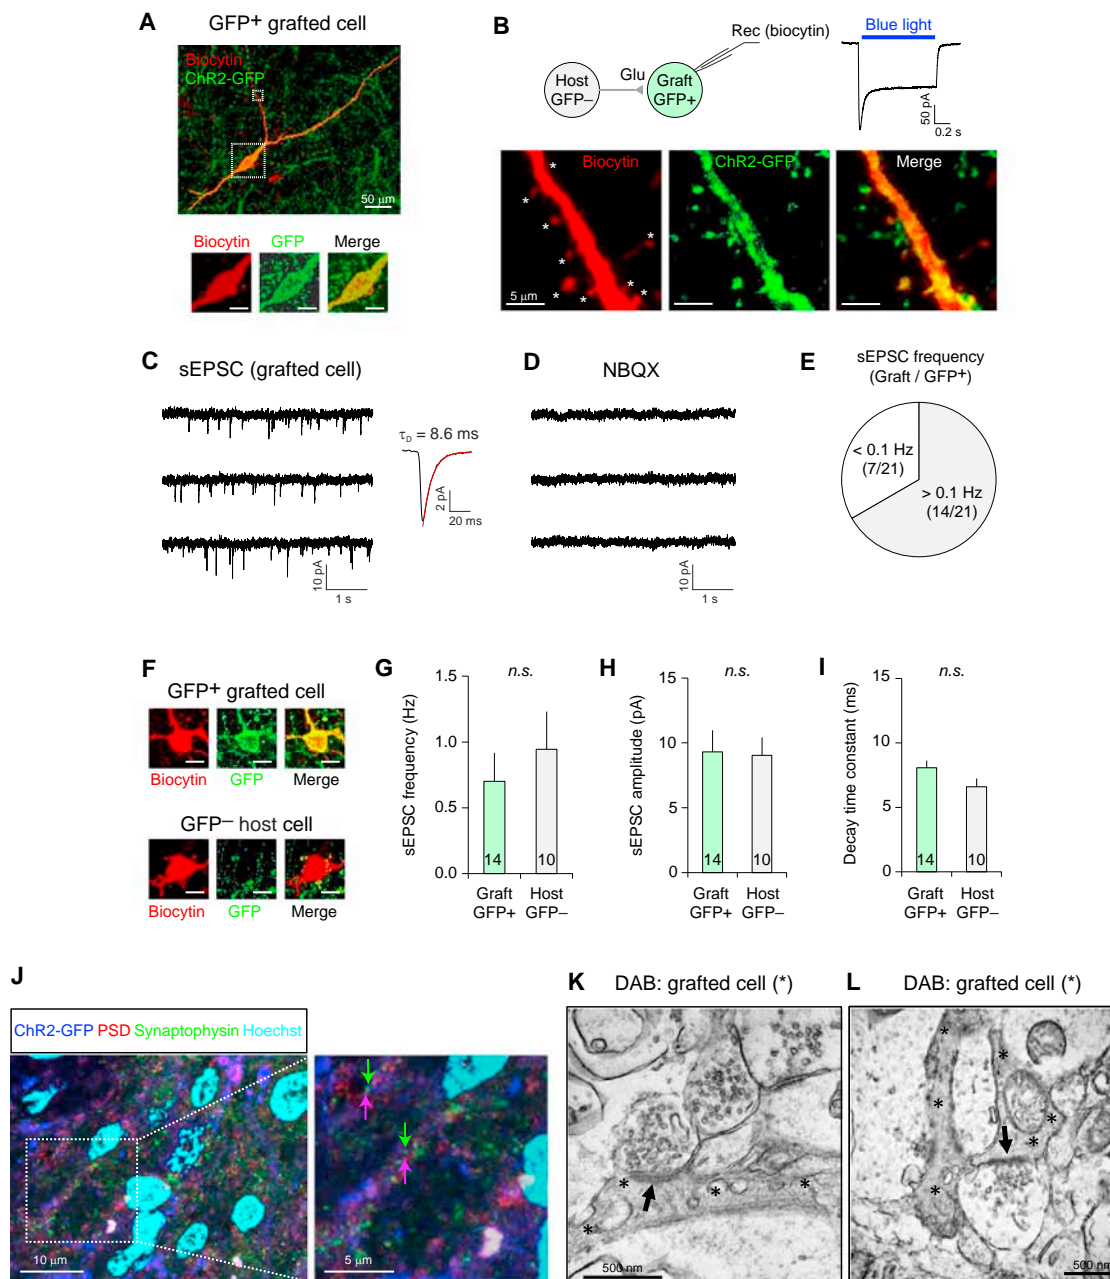 A
GFP+ grafted cell
Biocytin
ChR2-GFP
50 µm
Biocytin GFP Merge
B
Rec (biocytin)
Blue light
Host
GFP–
Glu
Graft
GFP+
50 pA
0.2 s
Biocytin
ChR2-GFP
Merge
* * * * * * * * *
5 µm
C
sEPSC (grafted cell)
τD = 8.6 ms
2 pA
20 ms
10 pA
1 s
D
NBQX
10 pA
1 s
E
sEPSC frequency
(Graft / GFP+)
< 0.1 Hz
(7/21)
> 0.1 Hz
(14/21)
F
GFP+ grafted cell
Biocytin GFP Merge
GFP– host cell
Biocytin GFP Merge
G
n.s.
sEPSC frequency (Hz)
1.5
1.0
0.5
0.0
14 10
Graft Host
GFP+ GFP–
H
n.s.
sEPSC amplitude (pA)
15
10
5
0
14 10
Graft Host
GFP+ GFP–
I
n.s.
Decay time constant (ms)
15
10
5
0
14 10
Graft Host
GFP+ GFP–
J
ChR2-GFP PSD Synaptophysin Hoechst
10 µm
5 µm
K
DAB: grafted cell (*)
* * * *
500 nm
L
DAB: grafted cell (*)
* * * * * *
500 nm